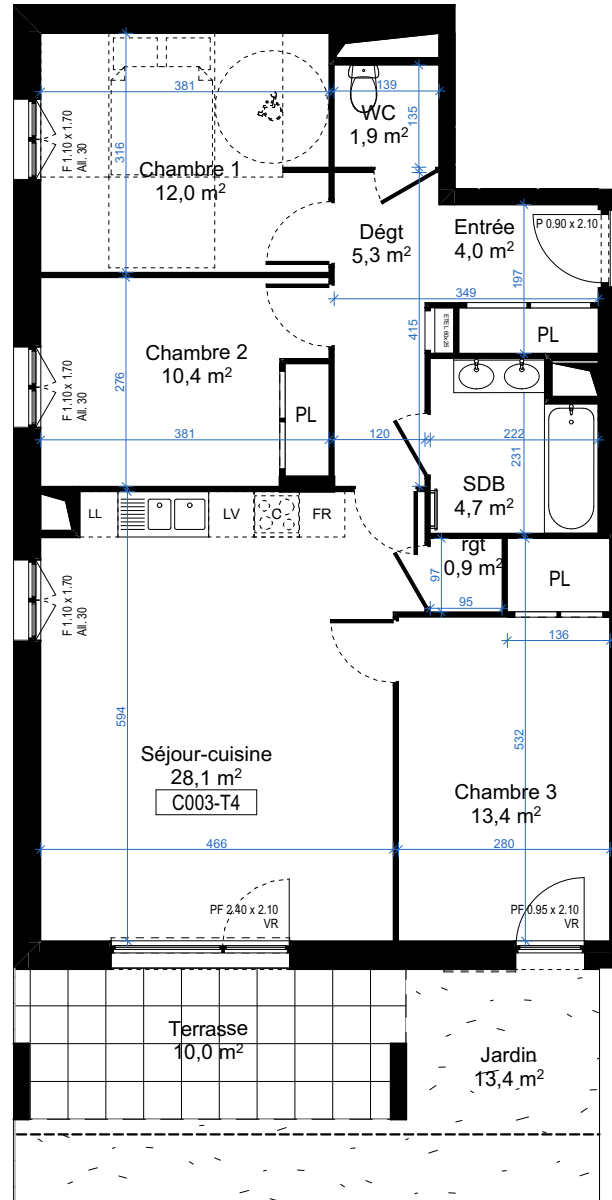 381
139
WC
1,9 m²
135
F 1.10 x 1.70
All. 30
316
Chambre 1
12,0 m²
Dégt
5,3 m²
Entrée
4,0 m²
P 0.90 x 2.10
197
349
415
ETEL 60x25
PL
Chambre 2
10,4 m²
F 1.10 x 1.70
All. 30
276
381
PL
120
222
231
SDB
4,7 m²
LL
LV
C
FR
rgt
0,9 m²
97
95
PL
136
F 1.10 x 1.70
All. 30
594
532
Séjour-cuisine
28,1 m²
C003-T4
Chambre 3
13,4 m²
466
280
PF 2.40 x 2.10
VR
PF 0.95 x 2.10
VR
Terrasse
10,0 m²
Jardin
13,4 m²